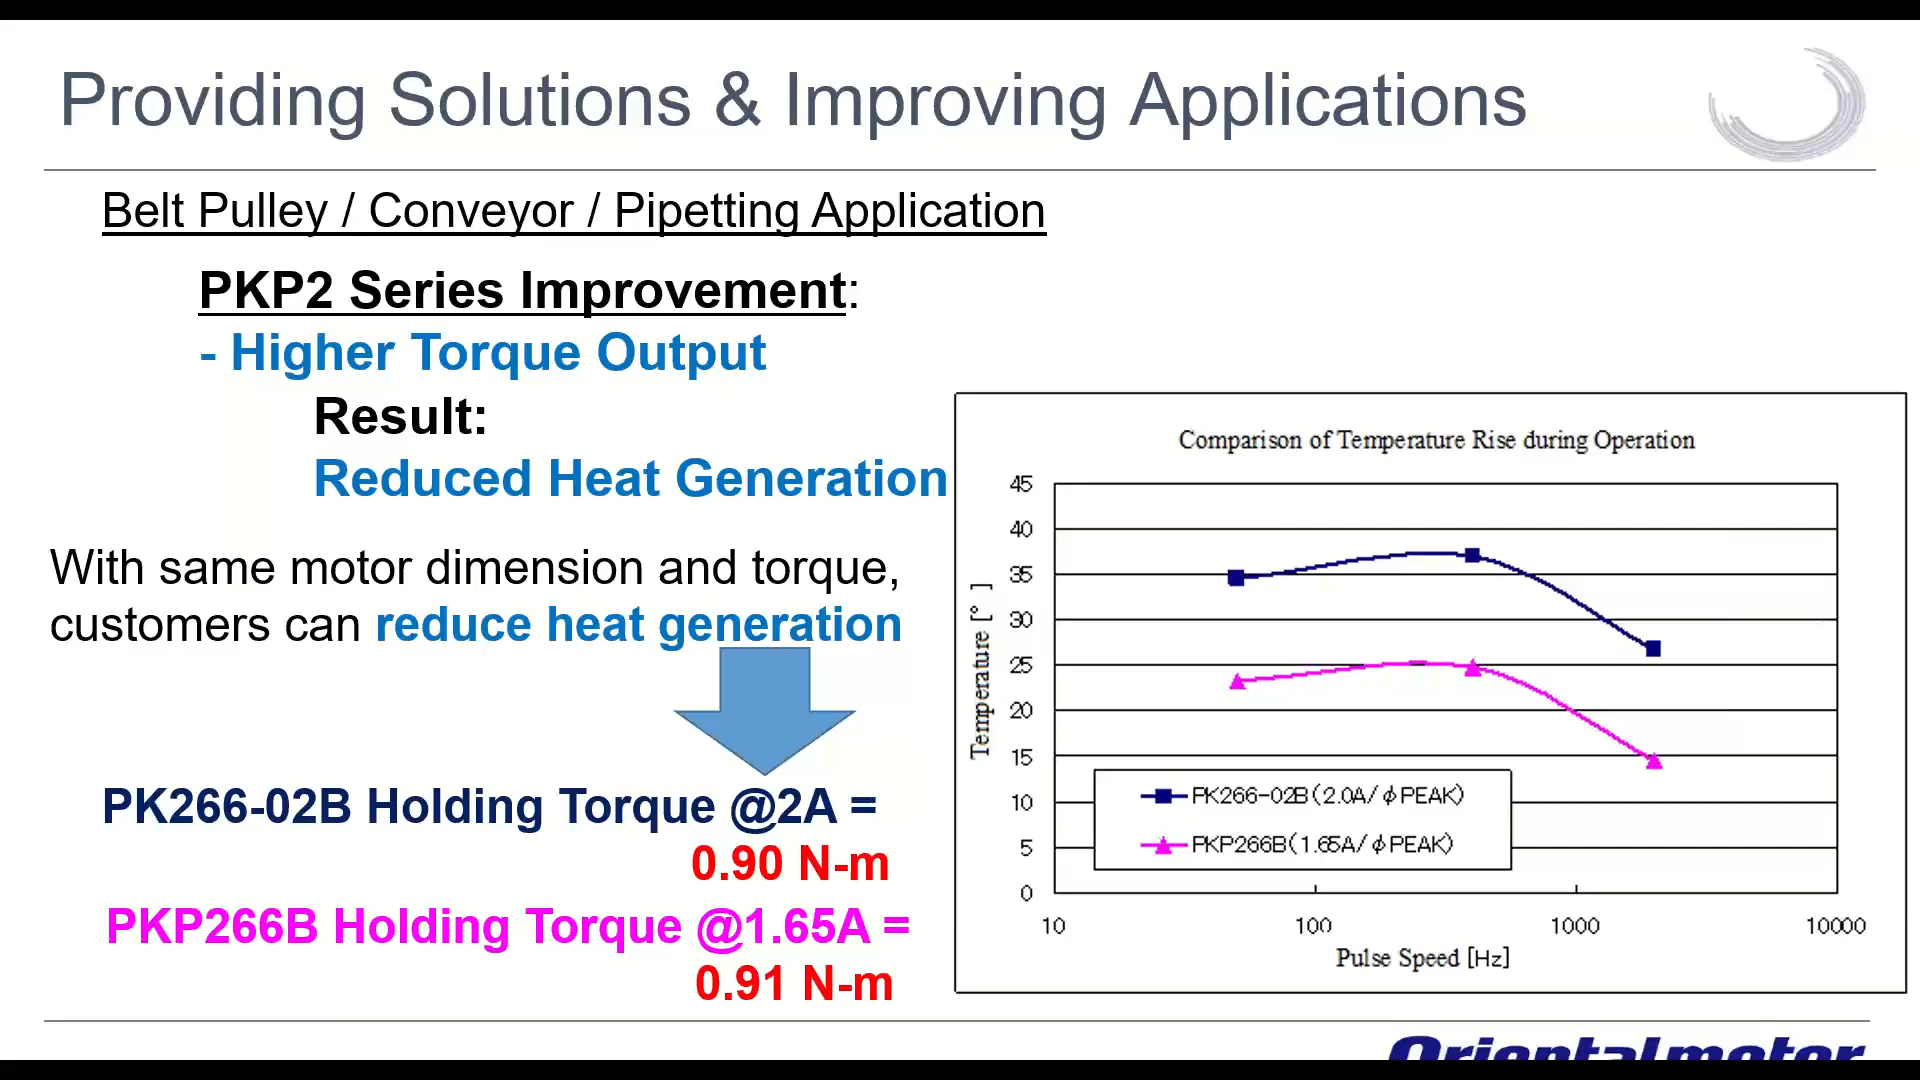 Providing Solutions & Improving Applications
Belt Pulley / Conveyor / Pipetting Application
PKP2 Series Improvement:
- Higher Torque Output
Result:
Reduced Heat Generation
With same motor dimension and torque,
customers can reduce heat generation
PK266-02B Holding Torque @2A =
0.90 N-m
PKP266B Holding Torque @1.65A =
0.91 N-m
Comparison of Temperature Rise during Operation
45
40
35
30
25
20
15
10
5
0
Temperature [° ]
PK266-02B(2.0A/ϕPEAK)
PKP266B(1.65A/ϕPEAK)
10 100 1000 10000
Pulse Speed [Hz]
Orientalmotor